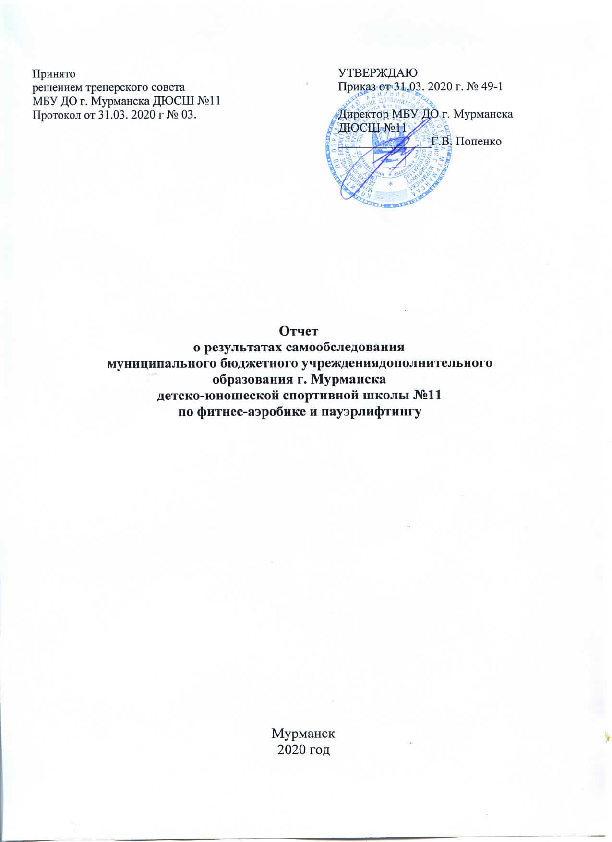 Принято
решением тренерского совета
МБУ ДО г. Мурманска ДЮСШ №11
Протокол от 31.03. 2020 г № 03.
УТВЕРЖДАЮ
Приказ от 31.03. 2020 г. № 49-1
Директор МБУ ДО г. Мурманска
ДЮСШ №11
Г.В. Попенко
Отчет
о результатах самообследования
муниципального бюджетного учреждениядополнительного
образования г. Мурманска
детско-юношеской спортивной школы №11
по фитнес-аэробике и пауэрлифтингу
Мурманск
2020 год